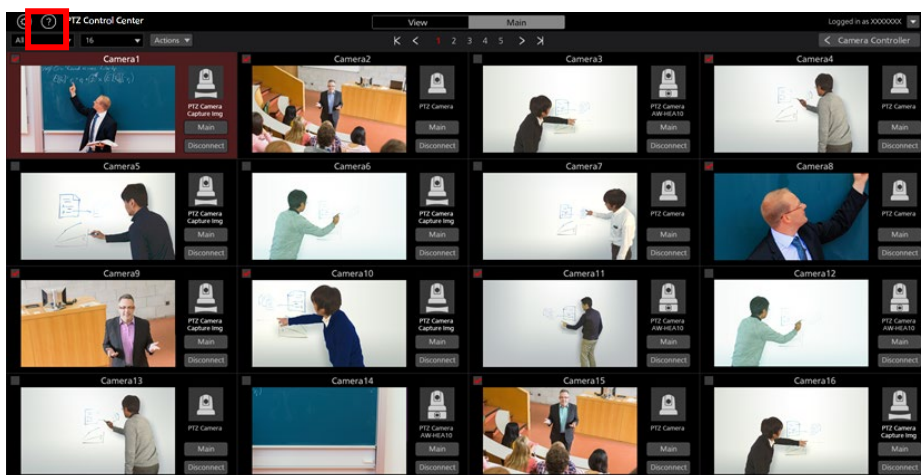 ? PTZ Control Center View Main Logged in as XXXXXXX
All 16 Actions 1 2 3 4 5 Camera Controller
Camera1 Camera2 Camera3 Camera4
PTZ Camera Capture Img PTZ Camera PTZ Camera AW-HEA10 PTZ Camera
Main Main Main Main
Disconnect Disconnect Disconnect Disconnect
Camera5 Camera6 Camera7 Camera8
PTZ Camera Capture Img PTZ Camera Capture Img PTZ Camera PTZ Camera
Main Main Main Main
Disconnect Disconnect Disconnect Disconnect
Camera9 Camera10 Camera11 Camera12
PTZ Camera Capture Img PTZ Camera Capture Img PTZ Camera AW-HEA10 PTZ Camera AW-HEA10
Main Main Main Main
Disconnect Disconnect Disconnect Disconnect
Camera13 Camera14 Camera15 Camera16
PTZ Camera PTZ Camera AW-HEA10 PTZ Camera PTZ Camera Capture Img
Main Main Main Main
Disconnect Disconnect Disconnect Disconnect